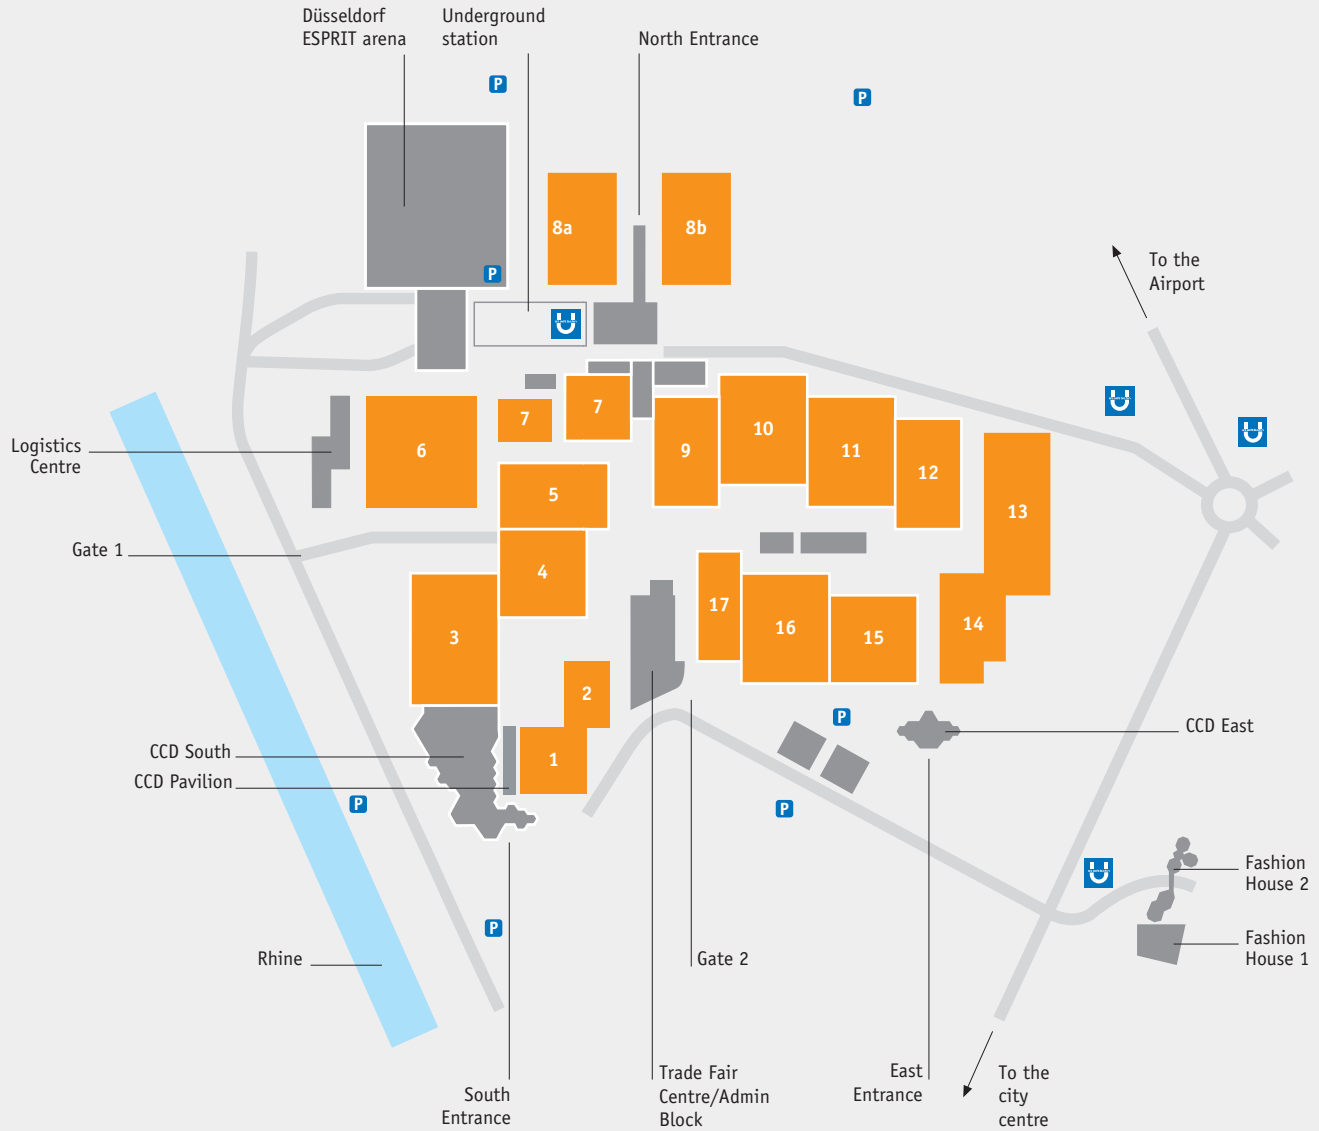 Düsseldorf
ESPRIT arena
Underground
station
North Entrance
P
P
8a
8b
P
To the
Airport
Logistics
Centre
6
7
7
9
10
11
12
13
5
Gate 1
4
3
17
16
15
14
2
1
CCD South
CCD Pavilion
P
P
CCD East
P
Fashion
House 2
Fashion
House 1
P
Rhine
Gate 2
South
Entrance
Trade Fair
Centre/Admin
Block
East
Entrance
To the
city
centre